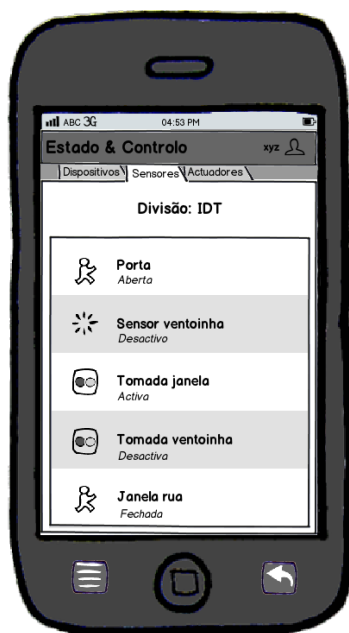 ABC 3G 04:53 PM
Estado & Controlo xyz
Dispositivos Sensores Actuadores
Divisão: IDT
Porta
Aberta
Sensor ventoinha
Desactivo
Tomada janela
Activa
Tomada ventoinha
Desactiva
Janela rua
Fechada